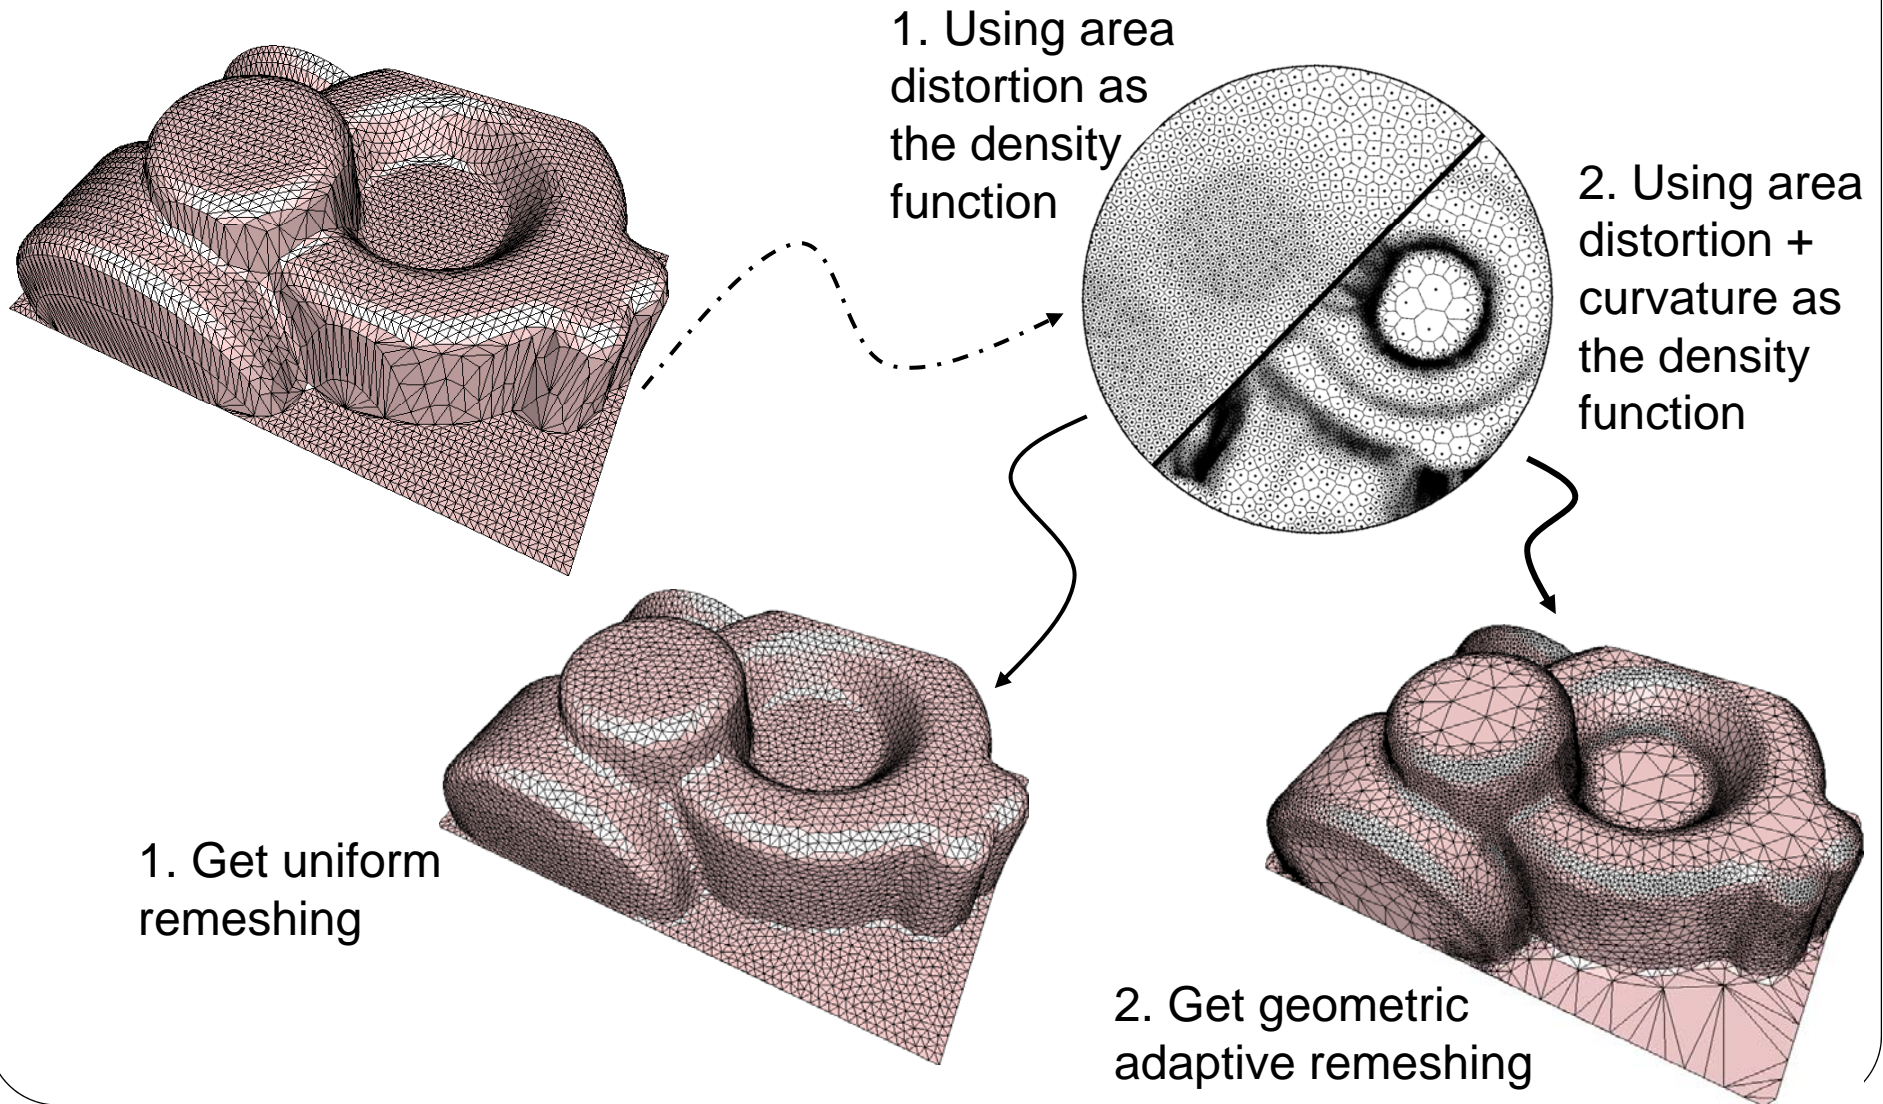 1. Using area
distortion as
the density
function
2. Using area
distortion +
curvature as
the density
function
1. Get uniform
remeshing
2. Get geometric
adaptive remeshing